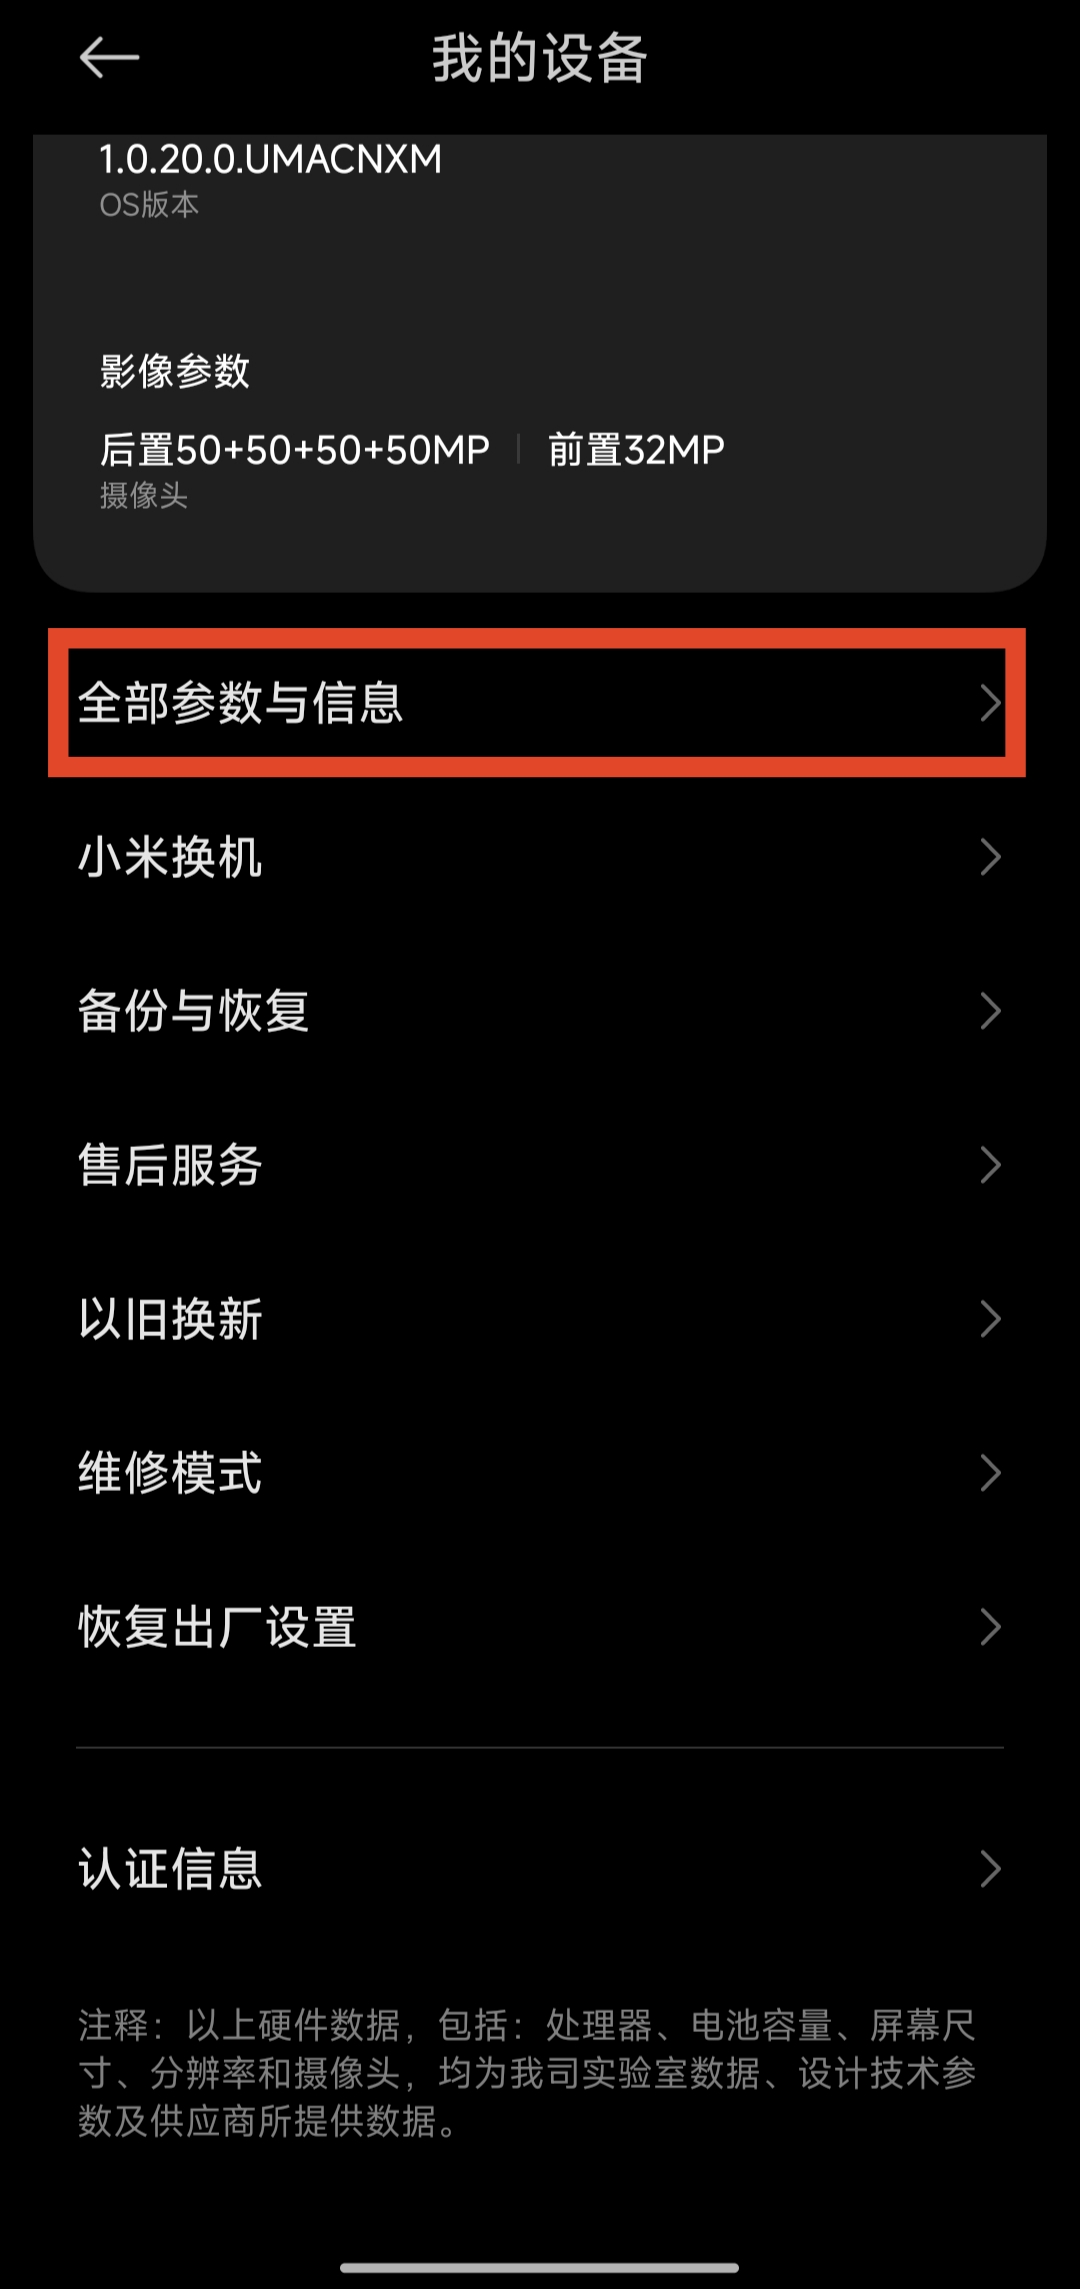 我的设备
1.0.20.0.UMACNXM
OS版本
影像参数
后置50+50+50+50MP
前置32MP
摄像头
全部参数与信息
小米换机
备份与恢复
售后服务
以旧换新
维修模式
恢复出厂设置
认证信息
注释：以上硬件数据，包括：处理器、电池容量、屏幕尺
寸、分辨率和摄像头，均为我司实验室数据、设计技术参
数及供应商所提供数据。